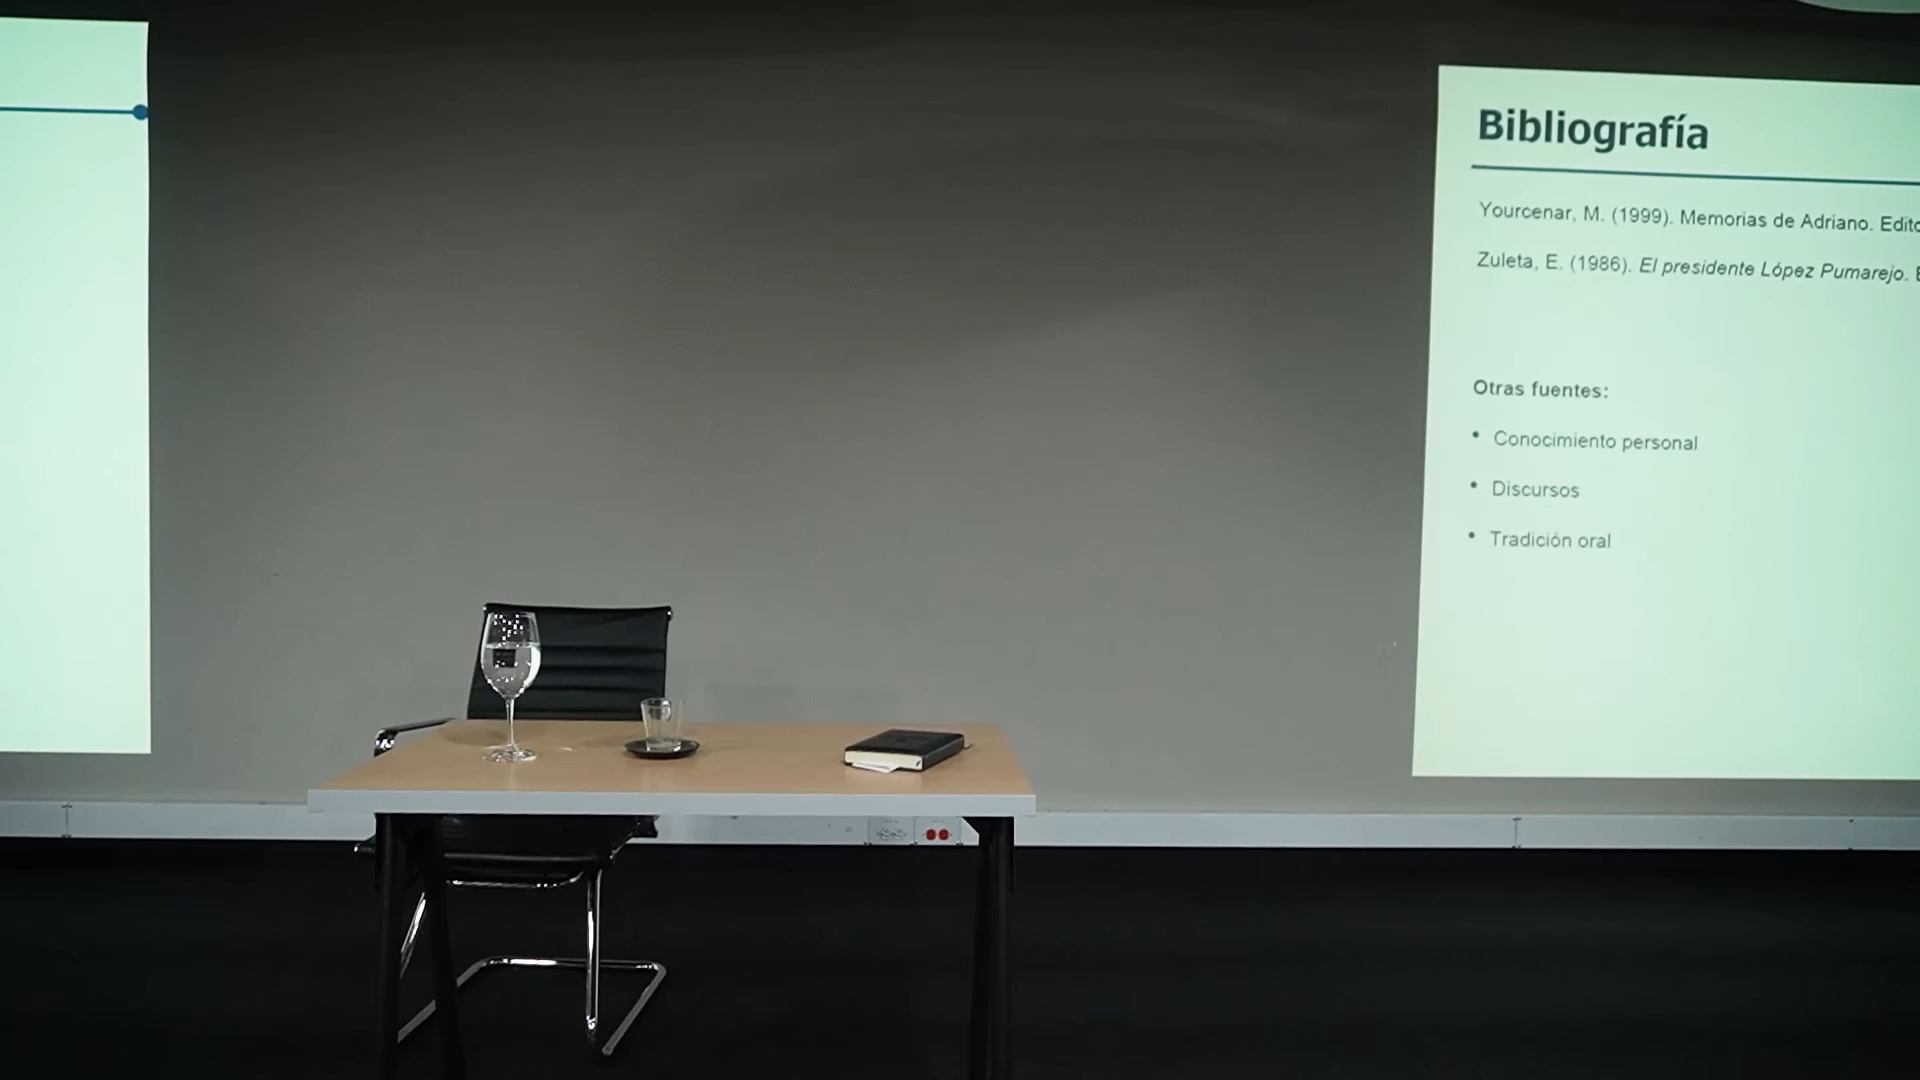 Bibliografía
Yourcenar, M. (1999). Memorias de Adriano.
Zuleta, E. (1986). El presidente López Pumarejo.
Otras fuentes:
• Conocimiento personal
• Discursos
• Tradición oral